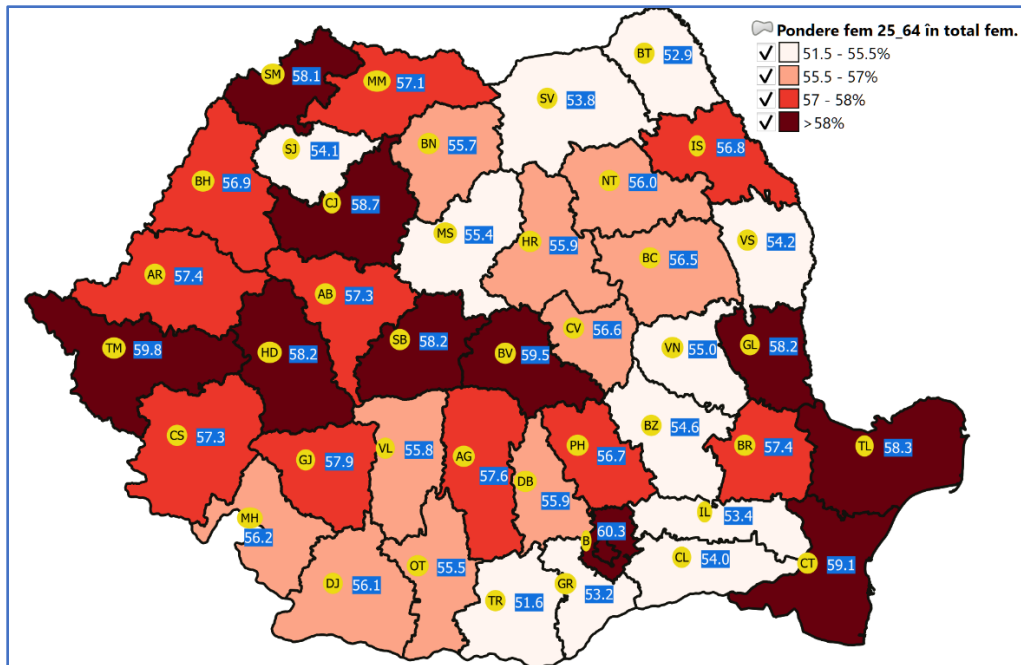 Pondere fem 25_64 în total fem.
51.5 - 55.5%
55.5 - 57%
57 - 58%
>58%
BT 52.9
SM 58.1
MM 57.1
SV 53.8
SJ 54.1
BN 55.7
IS 56.8
BH 56.9
NT 56.0
CJ 58.7
MS 55.4
HR 55.9
BC 56.5
VS 54.2
AR 57.4
AB 57.3
TM 59.8
HD 58.2
SB 58.2
BV 59.5
CV 56.6
VN 55.0
GL 58.2
CS 57.3
GJ 57.9
VL 55.8
AG 57.6
DB 55.9
PH 56.7
BZ 54.6
BR 57.4
TL 58.3
MH 56.2
B 60.3
IL 53.4
DJ 56.1
OT 55.5
TR 51.6
GR 53.2
CL 54.0
CT 59.1